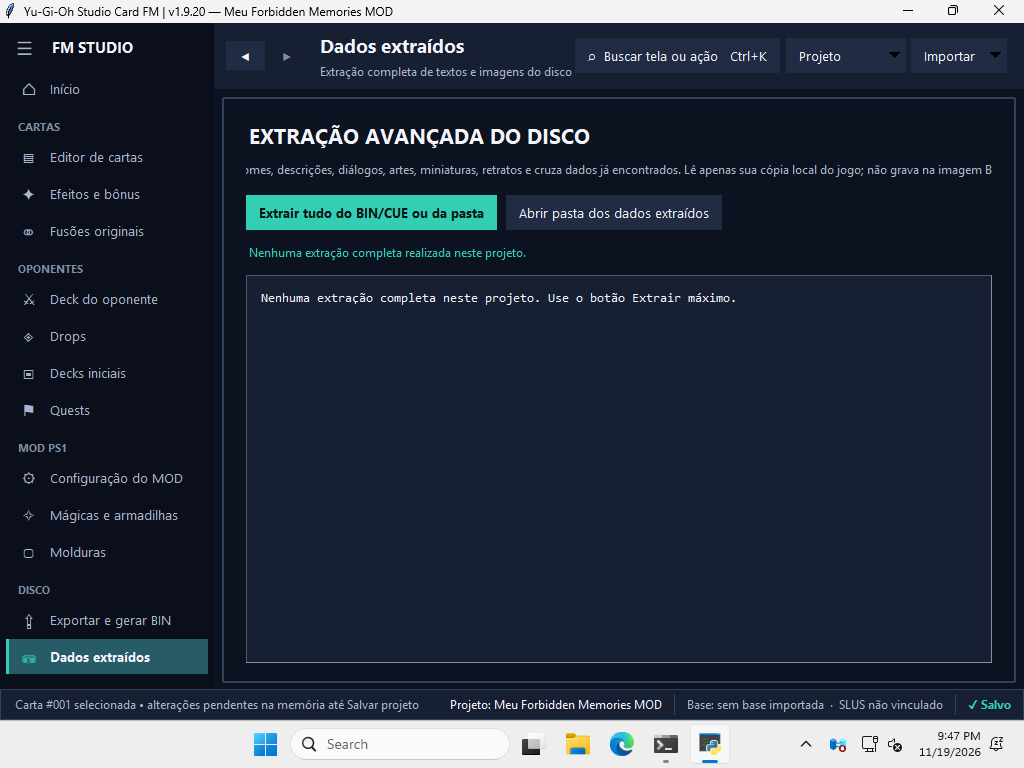 Yu-Gi-Oh Studio Card FM | v1.9.20 — Meu Forbidden Memories MOD
FM STUDIO
Início
CARTAS
Editor de cartas
Efeitos e bônus
Fusões originais
OPONENTES
Deck do oponente
Drops
Decks iniciais
Quests
MOD PS1
Configuração do MOD
Mágicas e armadilhas
Molduras
DISCO
Exportar e gerar BIN
Dados extraídos
Dados extraídos
Extração completa de textos e imagens do disco
Buscar tela ou ação Ctrl+K
Projeto
Importar
EXTRAÇÃO AVANÇADA DO DISCO
omes, descrições, diálogos, artes, miniaturas, retratos e cruza dados já encontrados. Lê apenas sua cópia local do jogo; não grava na imagem B
Extrair tudo do BIN/CUE ou da pasta
Abrir pasta dos dados extraídos
Nenhuma extração completa realizada neste projeto.
Nenhuma extração completa neste projeto. Use o botão Extrair máximo.
Carta #001 selecionada • alterações pendentes na memória até Salvar projeto
Projeto: Meu Forbidden Memories MOD
Base: sem base importada · SLUS não vinculado
✓ Salvo
Search
9:47 PM
11/19/2026